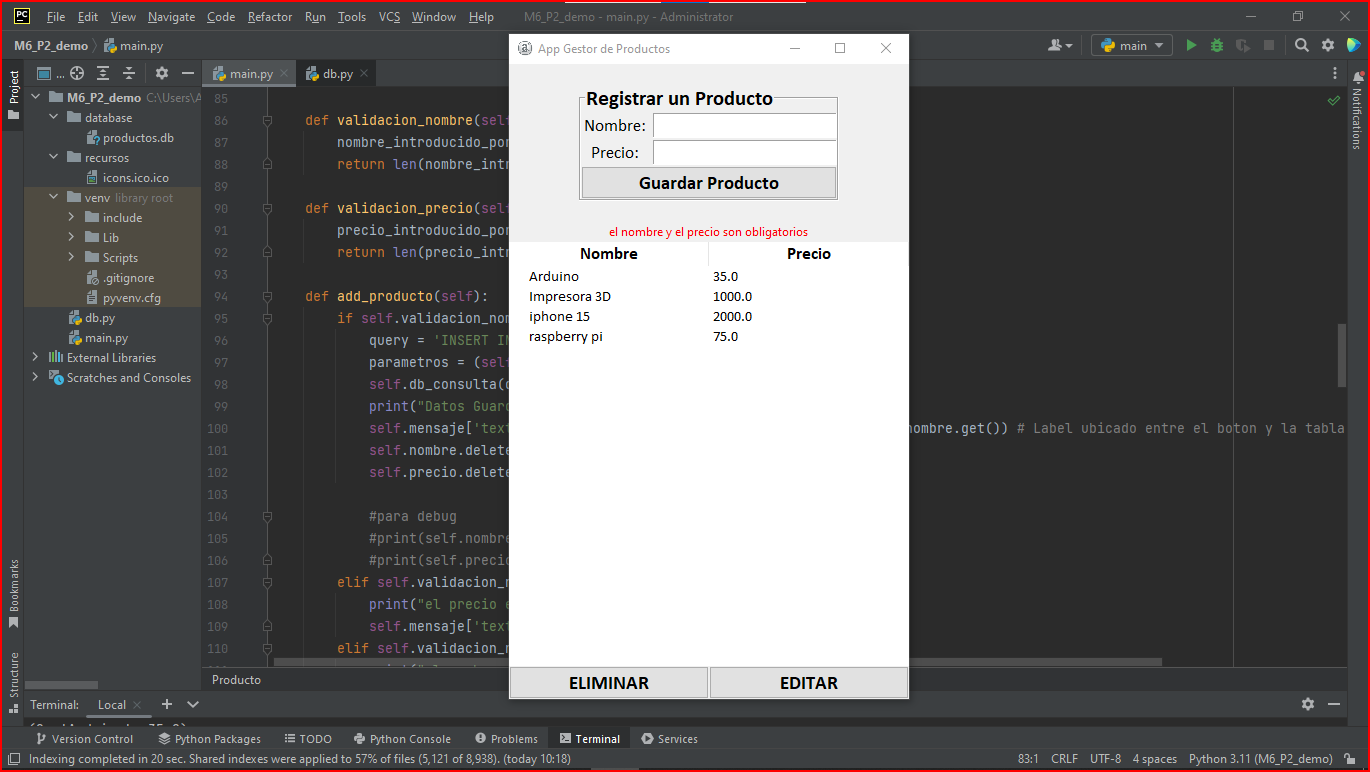 PC File Edit View Navigate Code Refactor Run Tools VCS Window Help M6_P2_demo - main.py - Administrator
M6_P2_demo main.py
main
Project
main.py
db.py
M6_P2_demo C:\Users\A
database
productos.db
recursos
icons.ico.ico
venv library root
include
Lib
Scripts
.gitignore
pyvenv.cfg
db.py
main.py
External Libraries
Scratches and Consoles
Bookmarks
Structure
85
86 def validacion_nombre(self
87 nombre_introducido_por
88 return len(nombre_intr
89
90 def validacion_precio(self
91 precio_introducido_por
92 return len(precio_intr
93
94 def add_producto(self):
95 if self.validacion_nom
96 query = 'INSERT IN
97 parametros = (self
98 self.db_consulta(
99 print("Datos Guar
100 self.mensaje['text ombre.get()) # Label ubicado entre el boton y la tabla
101 self.nombre.delete
102 self.precio.delete
103
104 #para debug
105 #print(self.nombre
106 #print(self.precio
107 elif self.validacion_n
108 print("el precio e
109 self.mensaje['text
110 elif self.validacion_n
Producto
App Gestor de Productos
Registrar un Producto
Nombre:
Precio:
Guardar Producto
el nombre y el precio son obligatorios
Nombre Precio
Arduino 35.0
Impresora 3D 1000.0
iphone 15 2000.0
raspberry pi 75.0
ELIMINAR EDITAR
Notifications
Terminal: Local
Version Control Python Packages TODO Python Console Problems Terminal Services
Indexing completed in 20 sec. Shared indexes were applied to 57% of files (5,121 of 8,938). (today 10:18) 83:1 CRLF UTF-8 4 spaces Python 3.11 (M6_P2_demo)